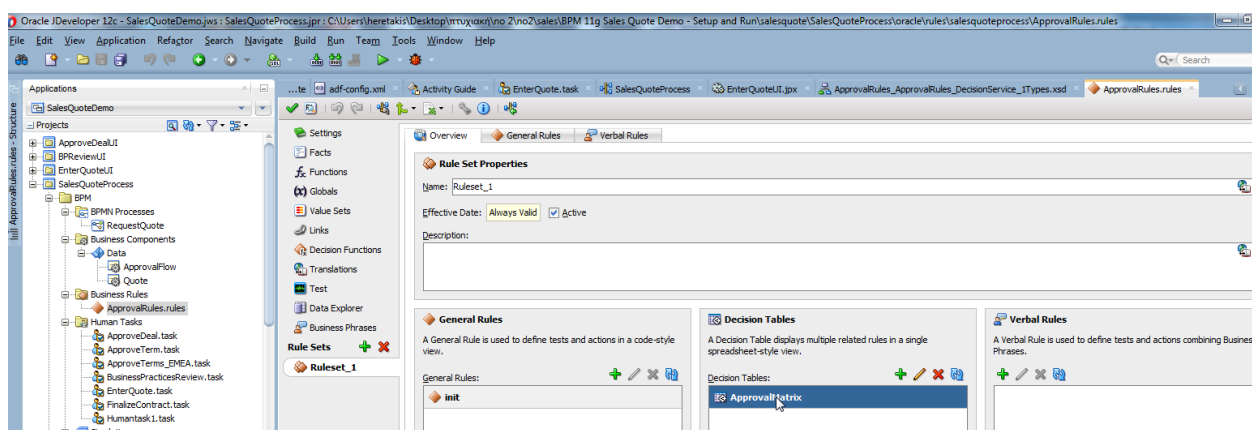 Oracle JDeveloper 12c - SalesQuoteDemo.jws : SalesQuoteProcess.jpr : C:\Users\heretakis\Desktop\πτυχιακή\no 2\no2\sales\BPM 11g Sales Quote Demo - Setup and Run\salesquote\SalesQuoteProcess\oracle\rules\salesquoteprocess\ApprovalRules.rules
File Edit View Application Refactor Search Navigate Build Run Team Tools Window Help
Search
Applications
...te adf-config.xml Activity Guide EnterQuote.task SalesQuoteProcess EnterQuoteUI.jpx ApprovalRules_ApprovalRules_DecisionService_1Types.xsd ApprovalRules.rules
SalesQuoteDemo
Projects
ApproveDealUI
BPReviewUI
EnterQuoteUI
SalesQuoteProcess
BPM
BPMN Processes
RequestQuote
Business Components
Data
ApprovalFlow
Quote
Business Rules
ApprovalRules.rules
Human Tasks
ApproveDeal.task
ApproveTerm.task
ApproveTerms_EMEA.task
BusinessPracticesReview.task
EnterQuote.task
FinalizeContract.task
Humantask1.task
ApprovalRules.rules - Structure
Settings
Facts
Functions
Globals
Value Sets
Links
Decision Functions
Translations
Test
Data Explorer
Business Phrases
Rule Sets
Ruleset_1
Overview General Rules Verbal Rules
Rule Set Properties
Name: Ruleset_1
Effective Date: Always Valid Active
Description:
General Rules
A General Rule is used to define tests and actions in a code-style
view.
General Rules:
init
Decision Tables
A Decision Table displays multiple related rules in a single
spreadsheet-style view.
Decision Tables:
ApprovalMatrix
Verbal Rules
A Verbal Rule is used to define tests and actions combining Busines
Phrases.